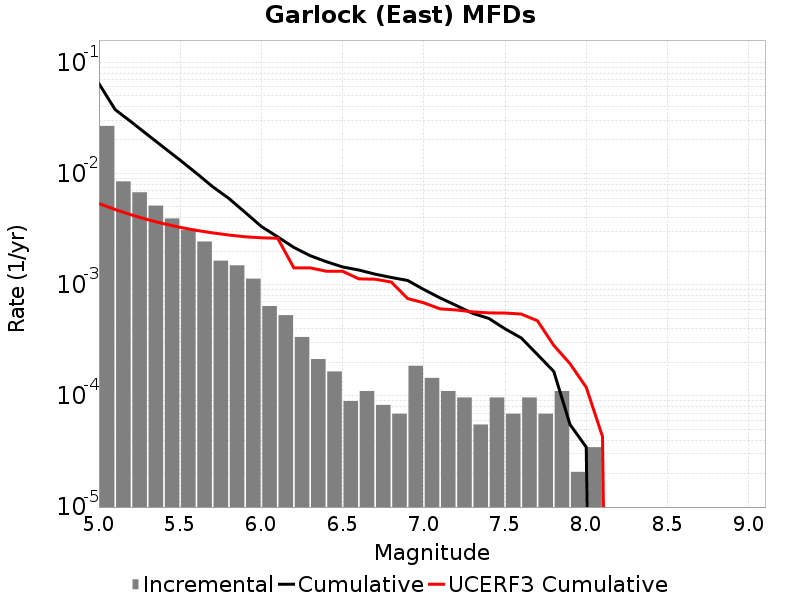 Garlock (East) MFDs
10^-1
10^-2
10^-3
10^-4
10^-5
Rate (1/yr)
5.0 5.5 6.0 6.5 7.0 7.5 8.0 8.5 9.0
Magnitude
Incremental Cumulative UCERF3 Cumulative